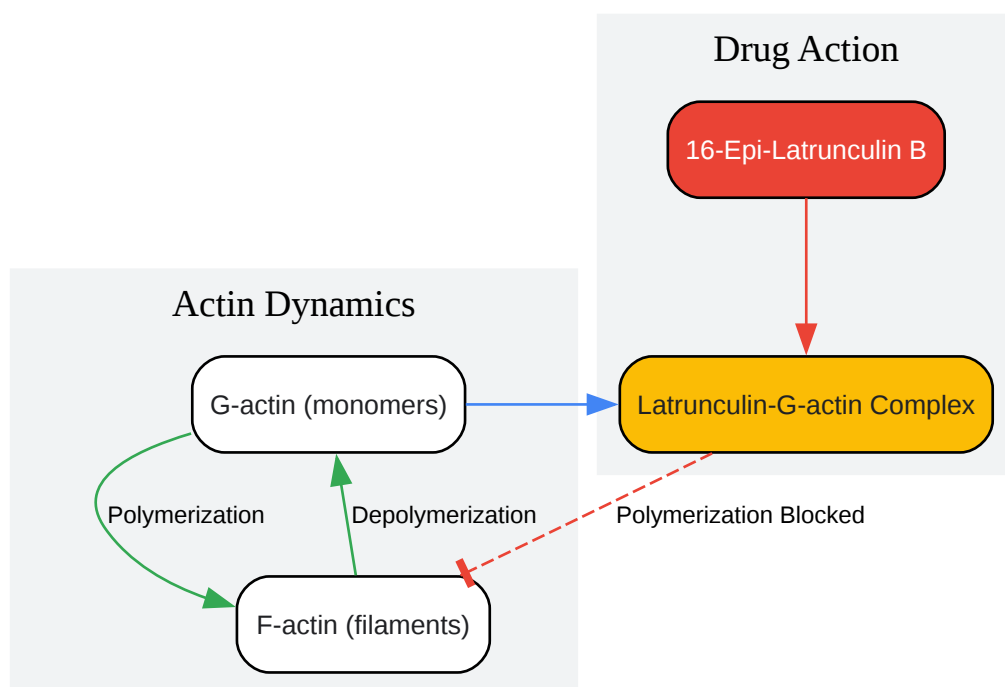 Drug Action
16-Epi-Latrunculin B
Actin Dynamics
G-actin (monomers)
Latrunculin-G-actin Complex
Polymerization
Depolymerization
Polymerization Blocked
F-actin (filaments)